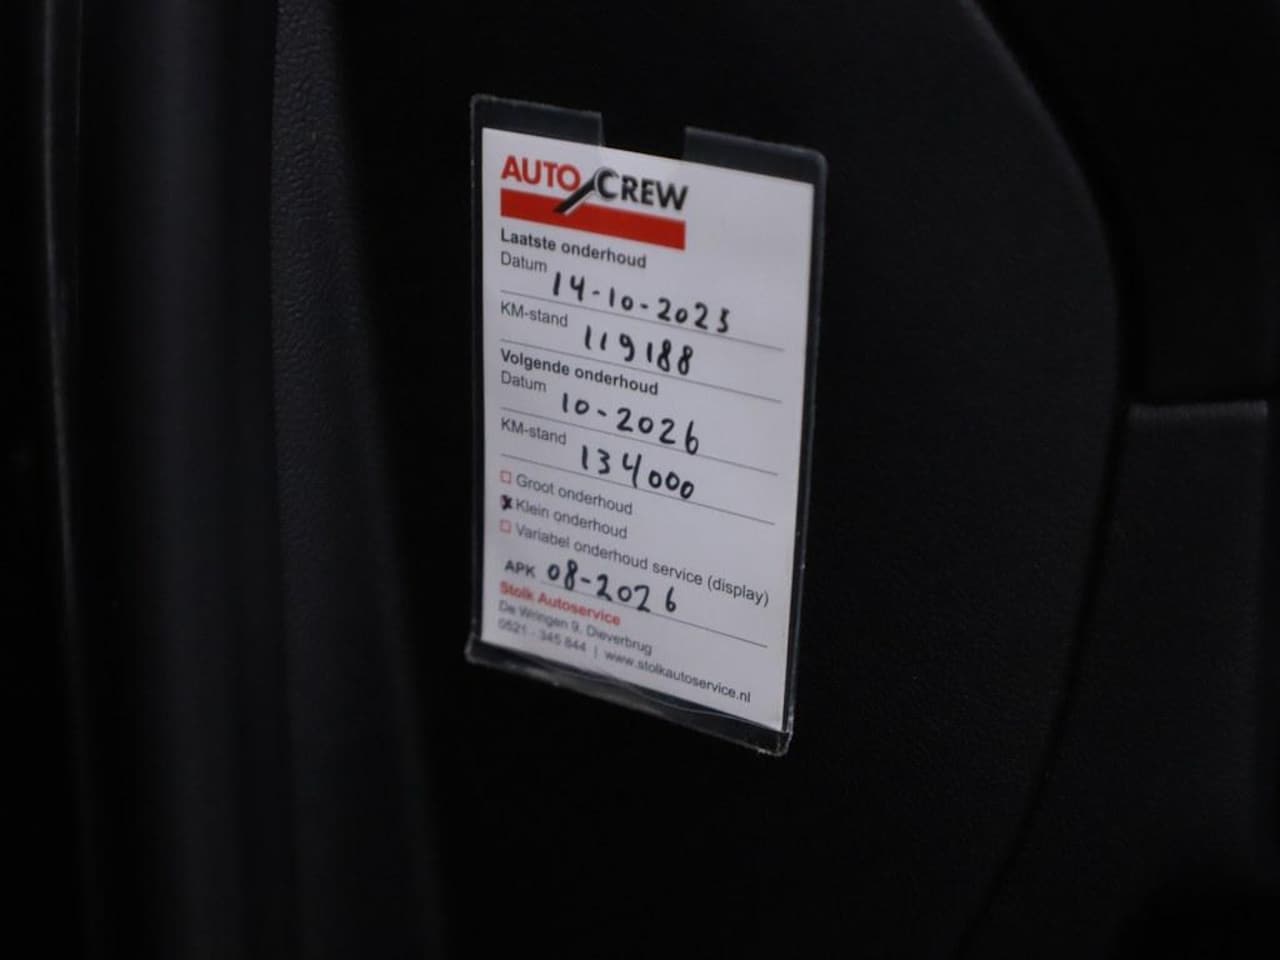 AUTO CREW
Laatste onderhoud
Datum 14-10-2025
KM-stand 119188
Volgende onderhoud
Datum 10-2026
KM-stand 134000
Groot onderhoud
x Klein onderhoud
Variabel onderhoud service (display)
APK 08-2026
Stolk Autoservice
De Wringen 9, Dieverbrug
0521 - 345 844 | www.stolkautoservice.nl